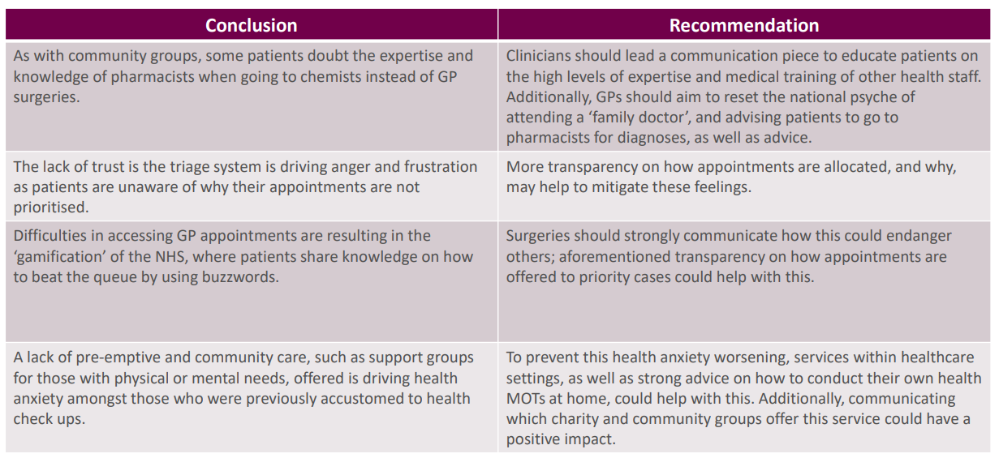 Conclusion
Recommendation
As with community groups, some patients doubt the expertise and
knowledge of pharmacists when going to chemists instead of GP
surgeries.
Clinicians should lead a communication piece to educate patients on
the high levels of expertise and medical training of other health staff.
Additionally, GPs should aim to reset the national psyche of
attending a ‘family doctor’, and advising patients to go to
pharmacists for diagnoses, as well as advice.
The lack of trust is the triage system is driving anger and frustration
as patients are unaware of why their appointments are not
prioritised.
More transparency on how appointments are allocated, and why,
may help to mitigate these feelings.
Difficulties in accessing GP appointments are resulting in the
‘gamification’ of the NHS, where patients share knowledge on how
to beat the queue by using buzzwords.
Surgeries should strongly communicate how this could endanger
others; aforementioned transparency on how appointments are
offered to priority cases could help with this.
A lack of pre-emptive and community care, such as support groups
for those with physical or mental needs, offered is driving health
anxiety amongst those who were previously accustomed to health
check ups.
To prevent this health anxiety worsening, services within healthcare
settings, as well as strong advice on how to conduct their own health
MOTs at home, could help with this. Additionally, communicating
which charity and community groups offer this service could have a
positive impact.